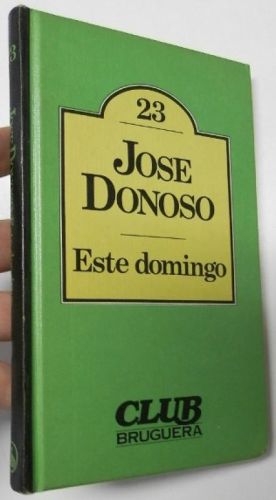 23
JOSE
DONOSO
Este domingo
CLUB
BRUGUERA